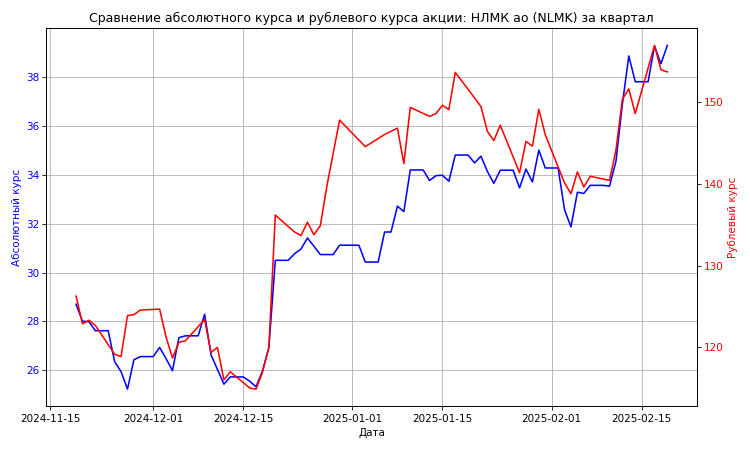 Сравнение абсолютного курса и рублевого курса акции: НЛМК ао (NLMK) за квартал
Абсолютный курс
38
36
34
32
30
28
26
150
140
130
120
Рублевый курс
2024-11-15 2024-12-01 2024-12-15 2025-01-01 2025-01-15 2025-02-01 2025-02-15
Дата